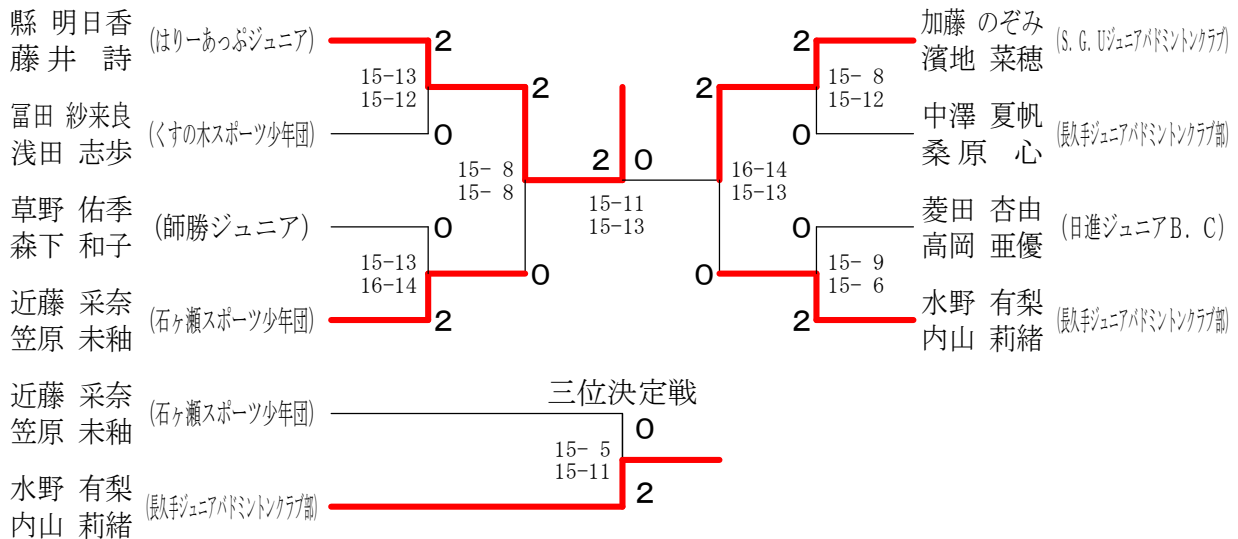 縣 明日香
藤井 詩
(はりーあっぷジュニア)
2
15-13
15-12
冨田 紗来良
浅田 志歩
(くすの木スポーツ少年団)
0
2
15- 8
15- 8
草野 佑季
森下 和子
(師勝ジュニア)
0
15-13
16-14
0
近藤 采奈
笠原 未釉
(石ヶ瀬スポーツ少年団)
2
2 0
15-11
15-13
加藤 のぞみ
濱地 菜穂
(S.G.Uジュニアバドミントンクラブ)
2
15- 8
15-12
中澤 夏帆
桑原 心
(長久手ジュニアバドミントンクラブ部)
0
2
16-14
15-13
菱田 杏由
高岡 亜優
(日進ジュニアB.C)
0
15- 9
15- 6
0
水野 有梨
内山 莉緒
(長久手ジュニアバドミントンクラブ部)
2
三位決定戦
近藤 采奈
笠原 未釉
(石ヶ瀬スポーツ少年団)
0
15- 5
15-11
水野 有梨
内山 莉緒
(長久手ジュニアバドミントンクラブ部)
2